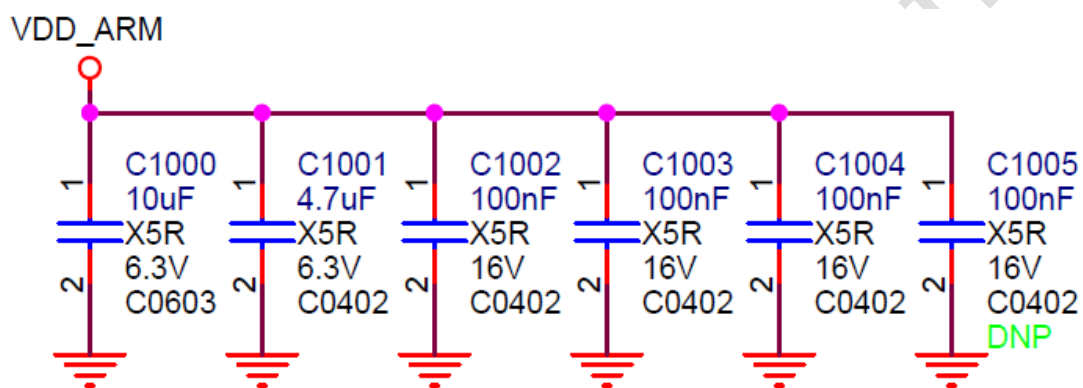 VDD_ARM
1
C1000
10uF
X5R
6.3V
C0603
2
1
C1001
4.7uF
X5R
6.3V
C0402
2
1
C1002
100nF
X5R
16V
C0402
2
1
C1003
100nF
X5R
16V
C0402
2
1
C1004
100nF
X5R
16V
C0402
2
1
C1005
100nF
X5R
16V
C0402
DNP
2